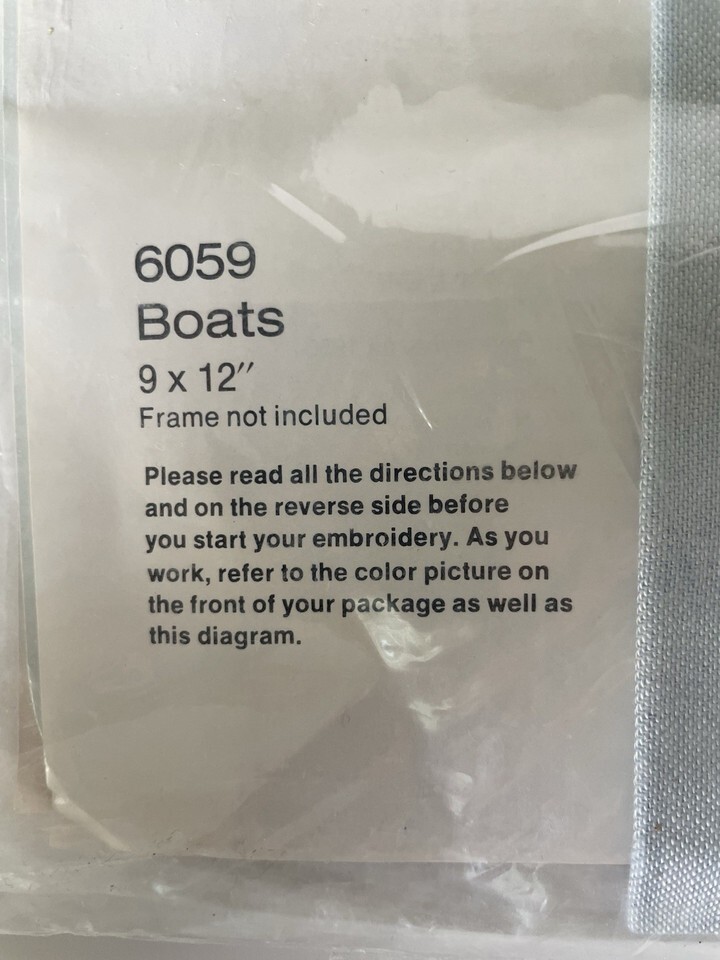 6059
Boats
9 x 12″
Frame not included
Please read all the directions below
and on the reverse side before
you start your embroidery. As you
work, refer to the color picture on
the front of your package as well as
this diagram.